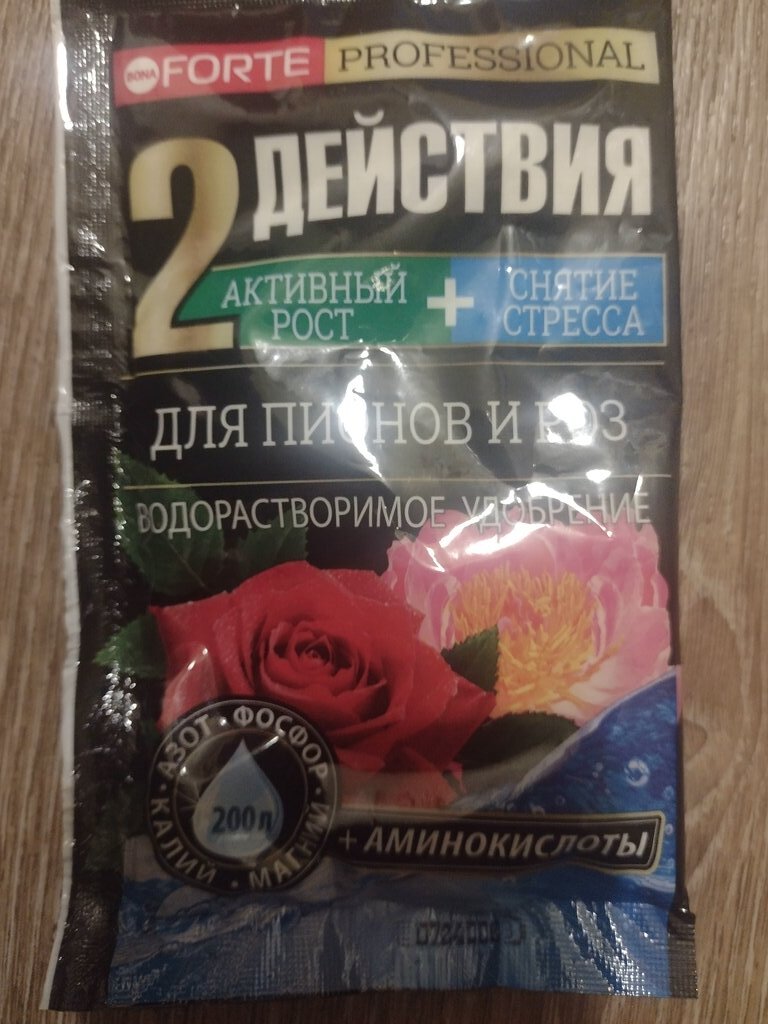 BONA FORTE PROFESSIONAL
2 ДЕЙСТВИЯ
АКТИВНЫЙ РОСТ + СНЯТИЕ СТРЕССА
ДЛЯ ПИОНОВ И РОЗ
ВОДОРАСТВОРИМОЕ УДОБРЕНИЕ
АЗОТ • ФОСФОР • КАЛИЙ • МАГНИЙ
200 л
+ АМИНОКИСЛОТЫ